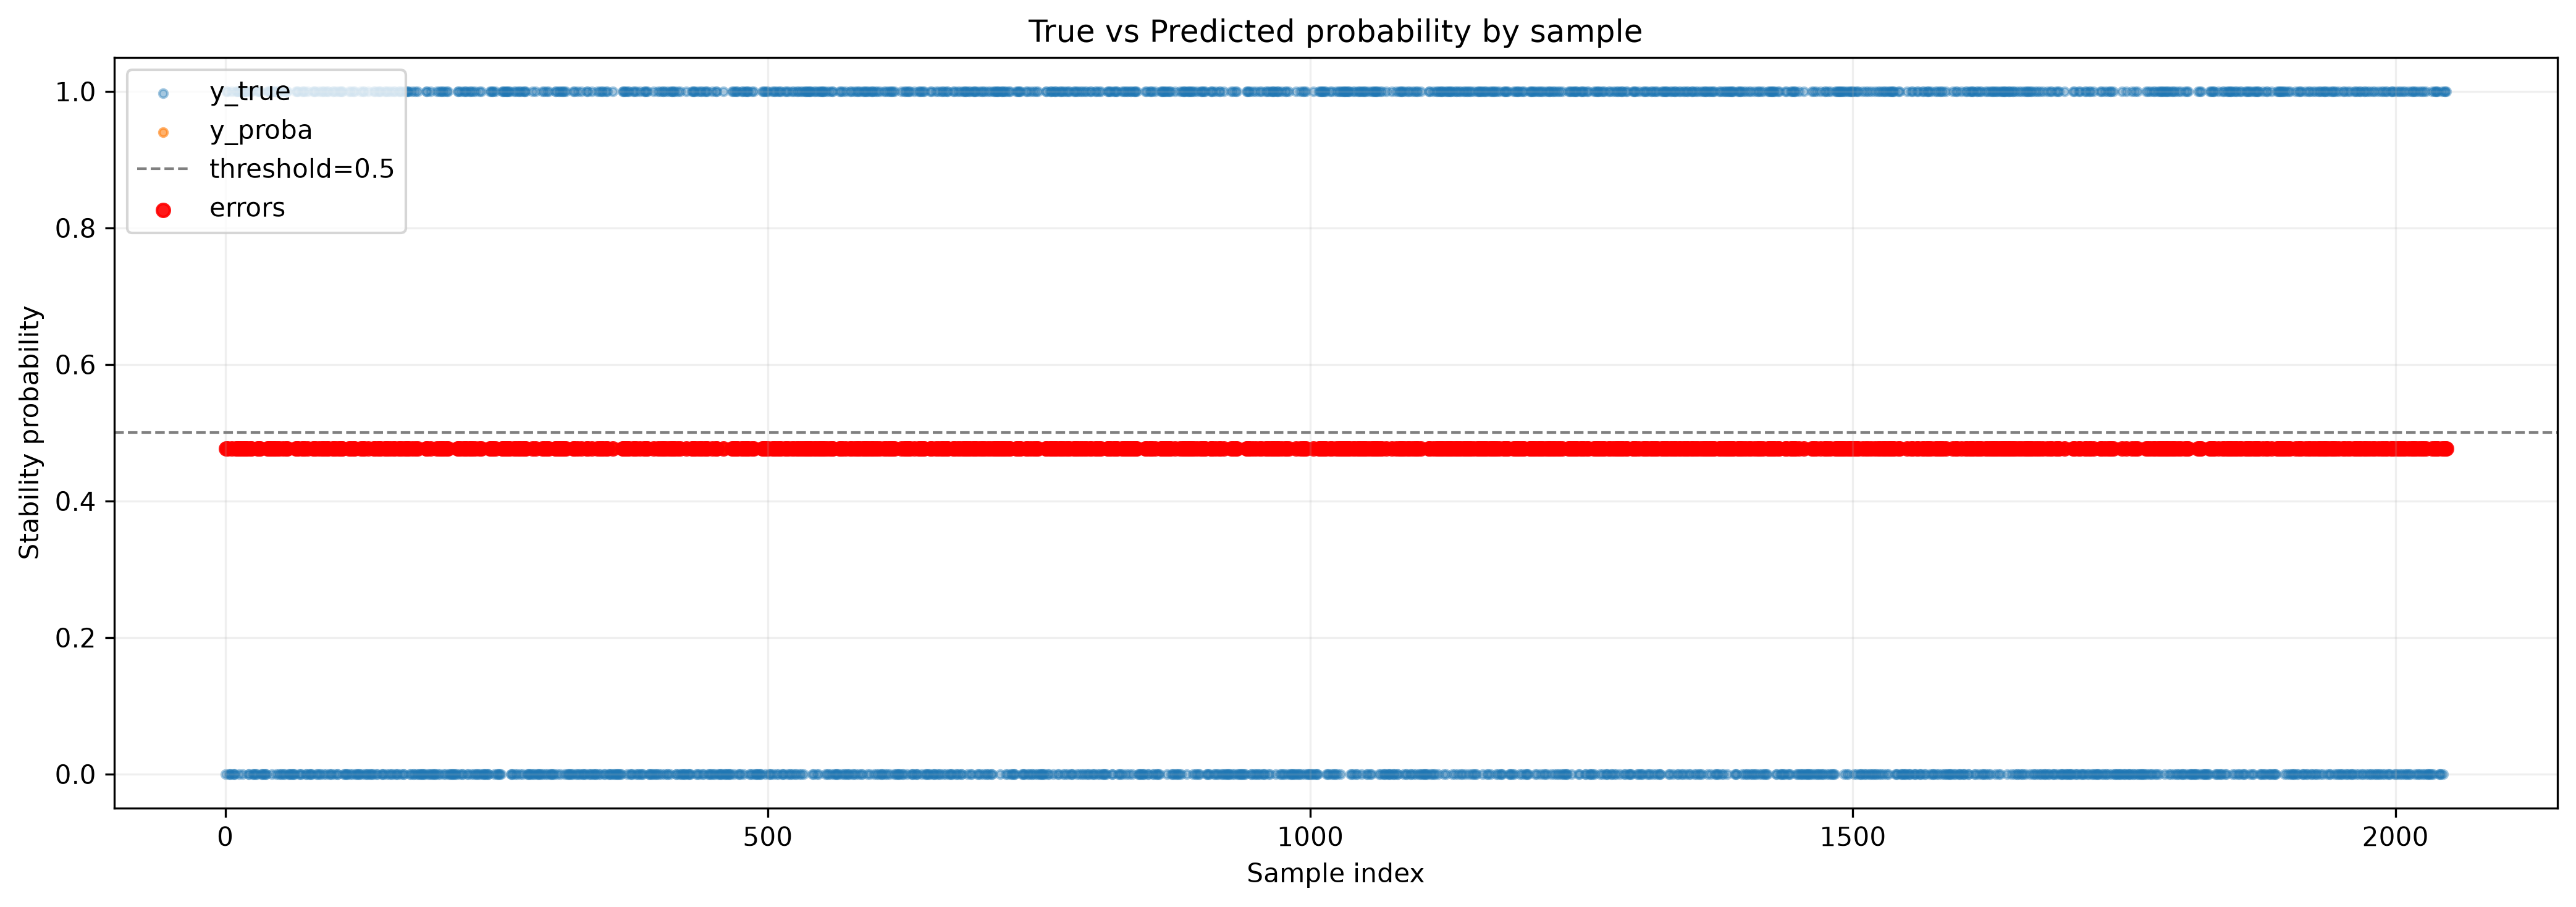 True vs Predicted probability by sample
y_true
y_proba
threshold=0.5
errors
Stability probability
1.0
0.8
0.6
0.4
0.2
0.0
0
500
1000
1500
2000
Sample index